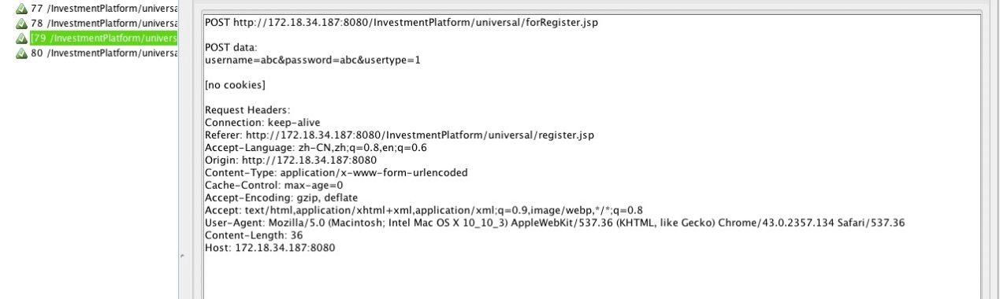 77 /InvestmentPlatform/universa
78 /InvestmentPlatform/universa
[79 /InvestmentPlatform/univers
80 /InvestmentPlatform/universa
POST http://172.18.34.187:8080/InvestmentPlatform/universal/forRegister.jsp
POST data:
username=abc&password=abc&usertype=1
[no cookies]
Request Headers:
Connection: keep-alive
Referer: http://172.18.34.187:8080/InvestmentPlatform/universal/register.jsp
Accept-Language: zh-CN,zh;q=0.8,en;q=0.6
Origin: http://172.18.34.187:8080
Content-Type: application/x-www-form-urlencoded
Cache-Control: max-age=0
Accept-Encoding: gzip, deflate
Accept: text/html,application/xhtml+xml,application/xml;q=0.9,image/webp,*/*;q=0.8
User-Agent: Mozilla/5.0 (Macintosh; Intel Mac OS X 10_10_3) AppleWebKit/537.36 (KHTML, like Gecko) Chrome/43.0.2357.134 Safari/537.36
Content-Length: 36
Host: 172.18.34.187:8080